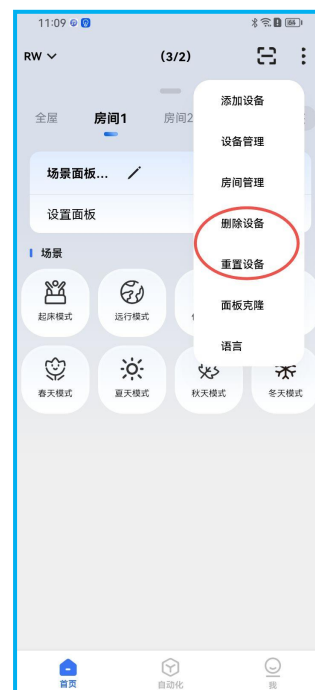 11:09
RW
(3/2)
添加设备
全屋
房间1
房间2
设备管理
房间管理
场景面板...
设置面板
删除设备
重置设备
场景
面板克隆
起床模式
远行模式
语言
春天模式
夏天模式
秋天模式
冬天模式
首页
自动化
我